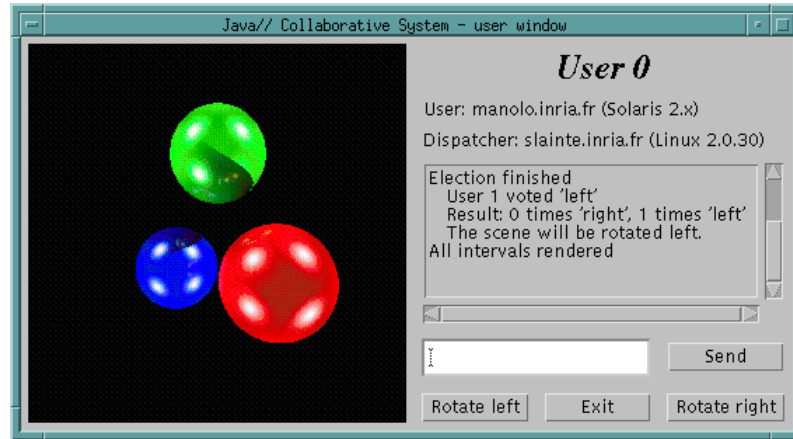 Java// Collaborative System - user window
User 0
User: manolo.inria.fr (Solaris 2.x)
Dispatcher: slainte.inria.fr (Linux 2.0.30)
Election finished
User 1 voted 'left'
Result: 0 times 'right', 1 times 'left'
The scene will be rotated left.
All intervals rendered
Send
Rotate left
Exit
Rotate right